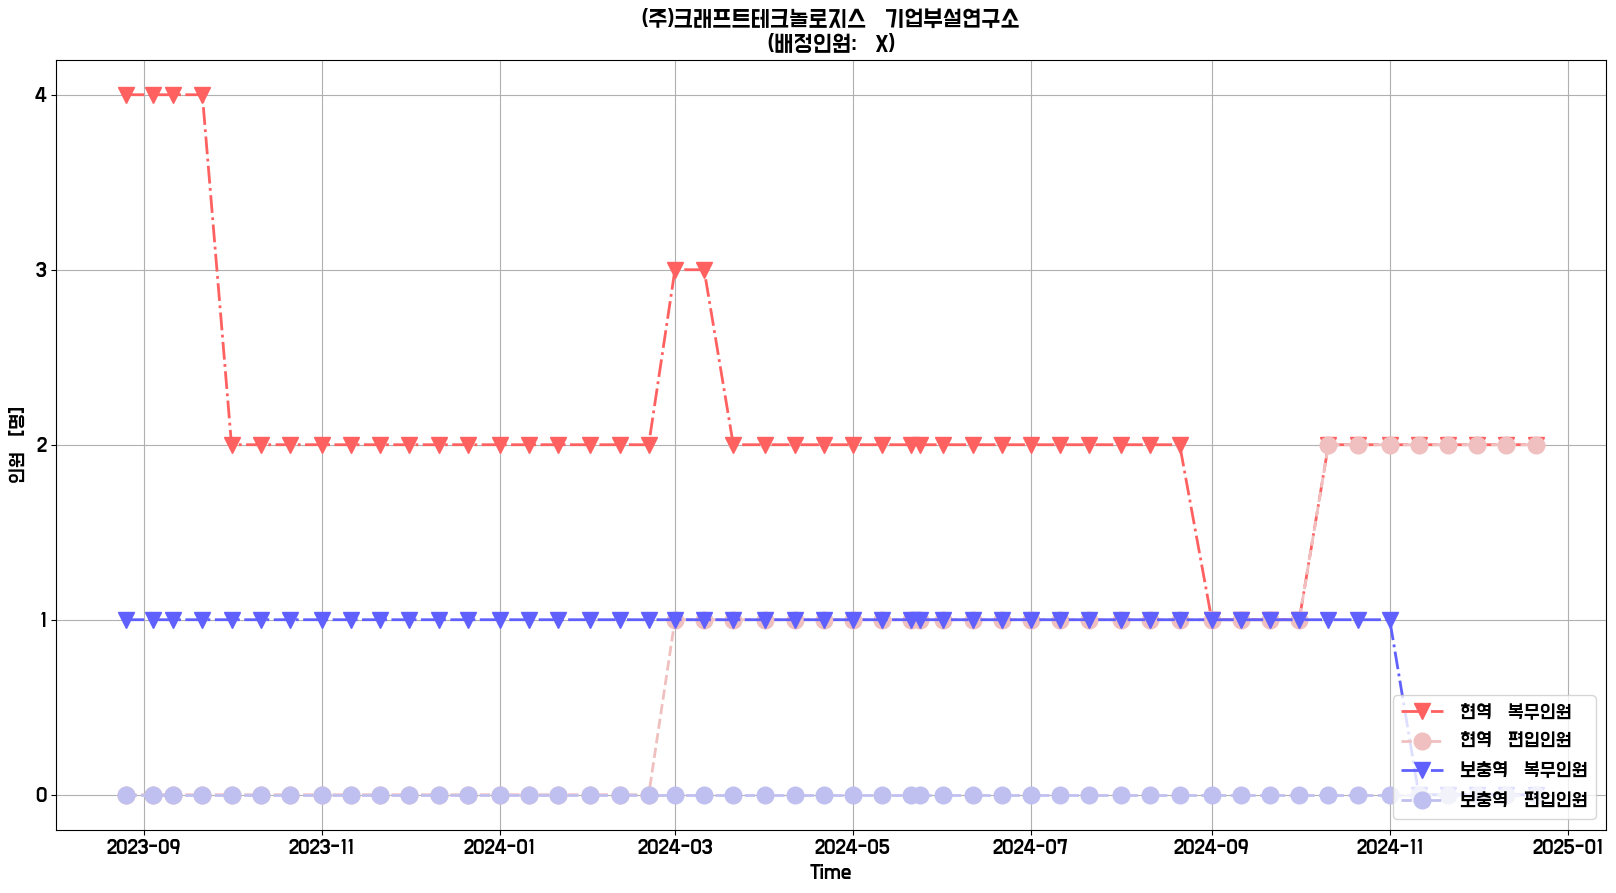 (주)크래프트테크놀로지스 기업부설연구소
(배정인원: X)
4
3
2
1
0
인원 [명]
2023-09
2023-11
2024-01
2024-03
2024-05
2024-07
2024-09
2024-11
2025-01
Time
현역 복무인원
현역 편입인원
보충역 복무인원
보충역 편입인원